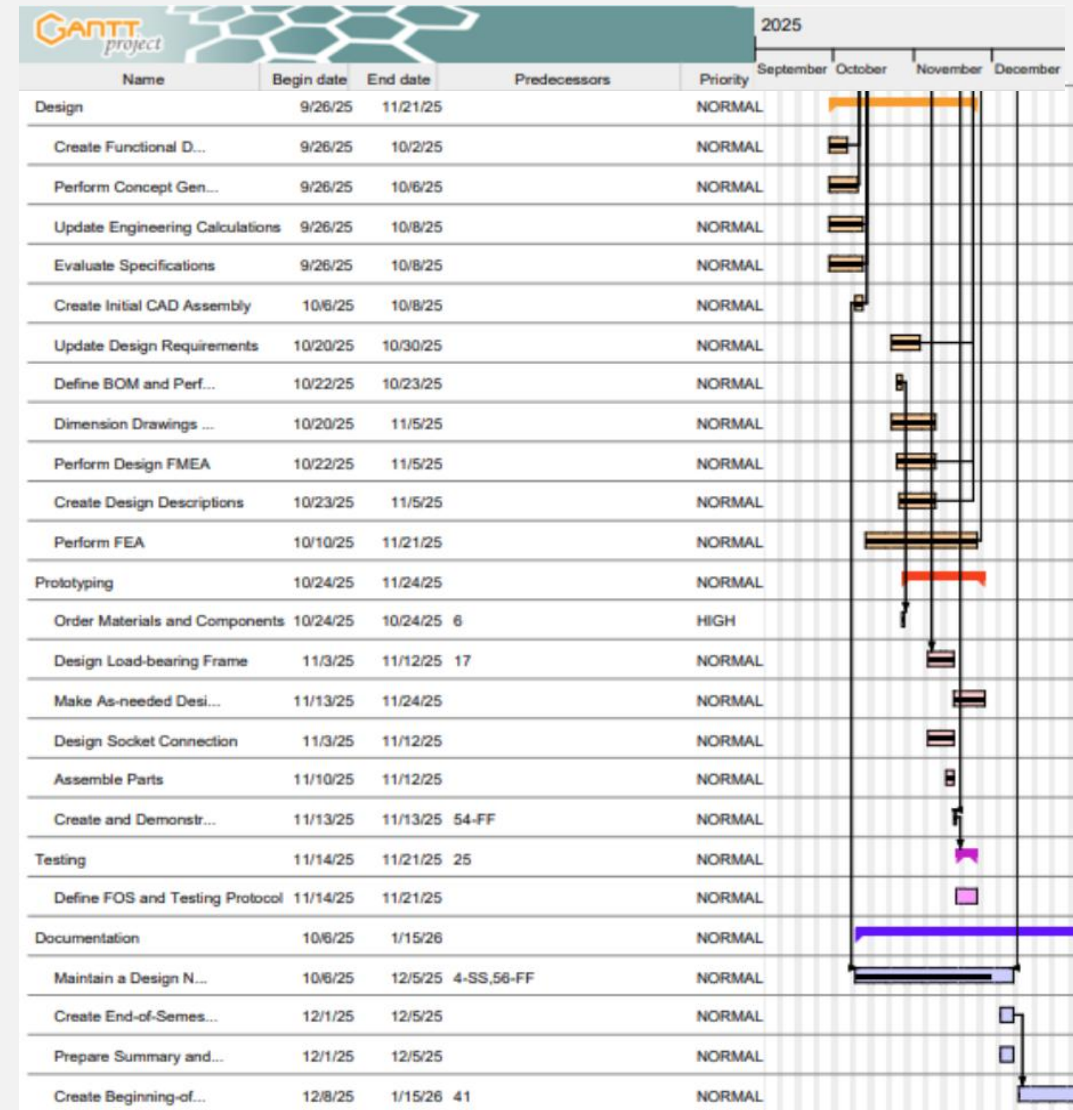 GANTT
project
2025
Name Begin date End date Predecessors Priority September October November December
Design 9/26/25 11/21/25 NORMAL
Create Functional D... 9/26/25 10/2/25 NORMAL
Perform Concept Gen... 9/26/25 10/6/25 NORMAL
Update Engineering Calculations 9/26/25 10/8/25 NORMAL
Evaluate Specifications 9/26/25 10/8/25 NORMAL
Create Initial CAD Assembly 10/6/25 10/8/25 NORMAL
Update Design Requirements 10/20/25 10/30/25 NORMAL
Define BOM and Perf... 10/22/25 10/23/25 NORMAL
Dimension Drawings ... 10/20/25 11/5/25 NORMAL
Perform Design FMEA 10/22/25 11/5/25 NORMAL
Create Design Descriptions 10/23/25 11/5/25 NORMAL
Perform FEA 10/10/25 11/21/25 NORMAL
Prototyping 10/24/25 11/24/25 NORMAL
Order Materials and Components 10/24/25 10/24/25 6 HIGH
Design Load-bearing Frame 11/3/25 11/12/25 17 NORMAL
Make As-needed Desi... 11/13/25 11/24/25 NORMAL
Design Socket Connection 11/3/25 11/12/25 NORMAL
Assemble Parts 11/10/25 11/12/25 NORMAL
Create and Demonstr... 11/13/25 11/13/25 54-FF NORMAL
Testing 11/14/25 11/21/25 25 NORMAL
Define FOS and Testing Protocol 11/14/25 11/21/25 NORMAL
Documentation 10/6/25 1/15/26 NORMAL
Maintain a Design N... 10/6/25 12/5/25 4-SS,56-FF NORMAL
Create End-of-Semes... 12/1/25 12/5/25 NORMAL
Prepare Summary and... 12/1/25 12/5/25 NORMAL
Create Beginning-of... 12/8/25 1/15/26 41 NORMAL